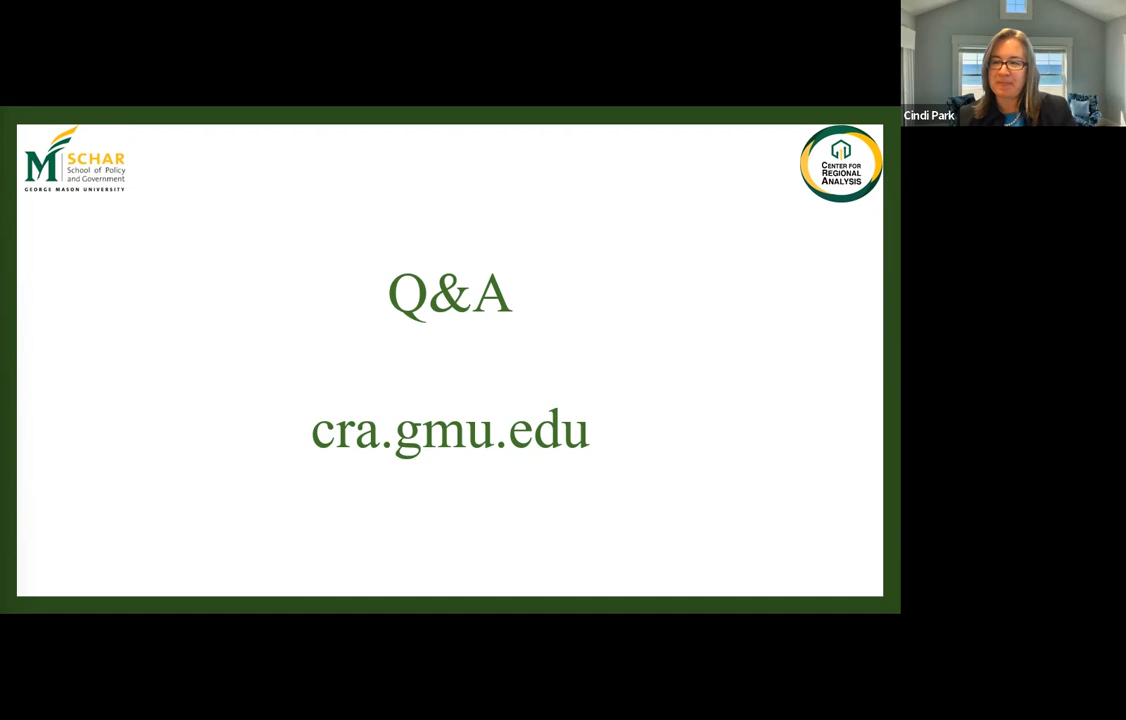 Cindi Park
M SCHAR
School of Policy
and Government
GEORGE MASON UNIVERSITY
CENTER FOR
REGIONAL
ANALYSIS
Q&A
cra.gmu.edu